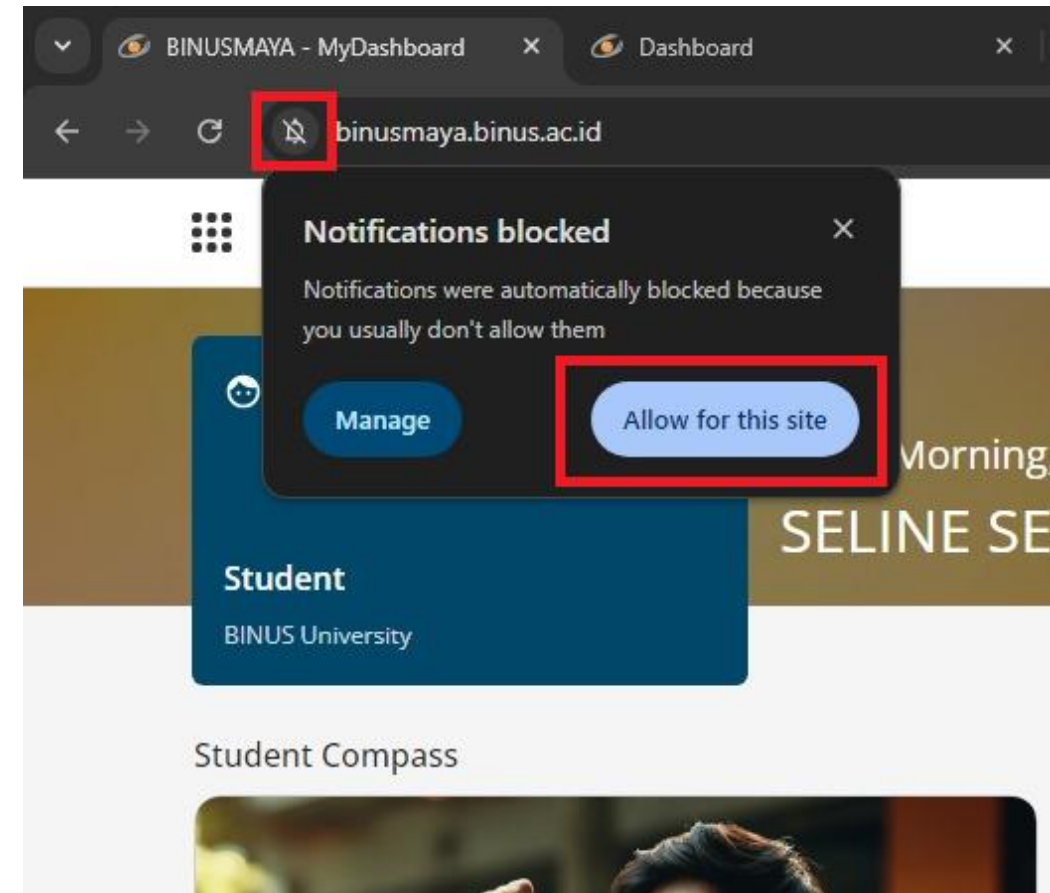 BINUSMAYA - MyDashboard
Dashboard
binusmaya.binus.ac.id
Notifications blocked
Notifications were automatically blocked because
you usually don't allow them
Manage
Allow for this site
Morning
SELINE SE
Student
BINUS University
Student Compass